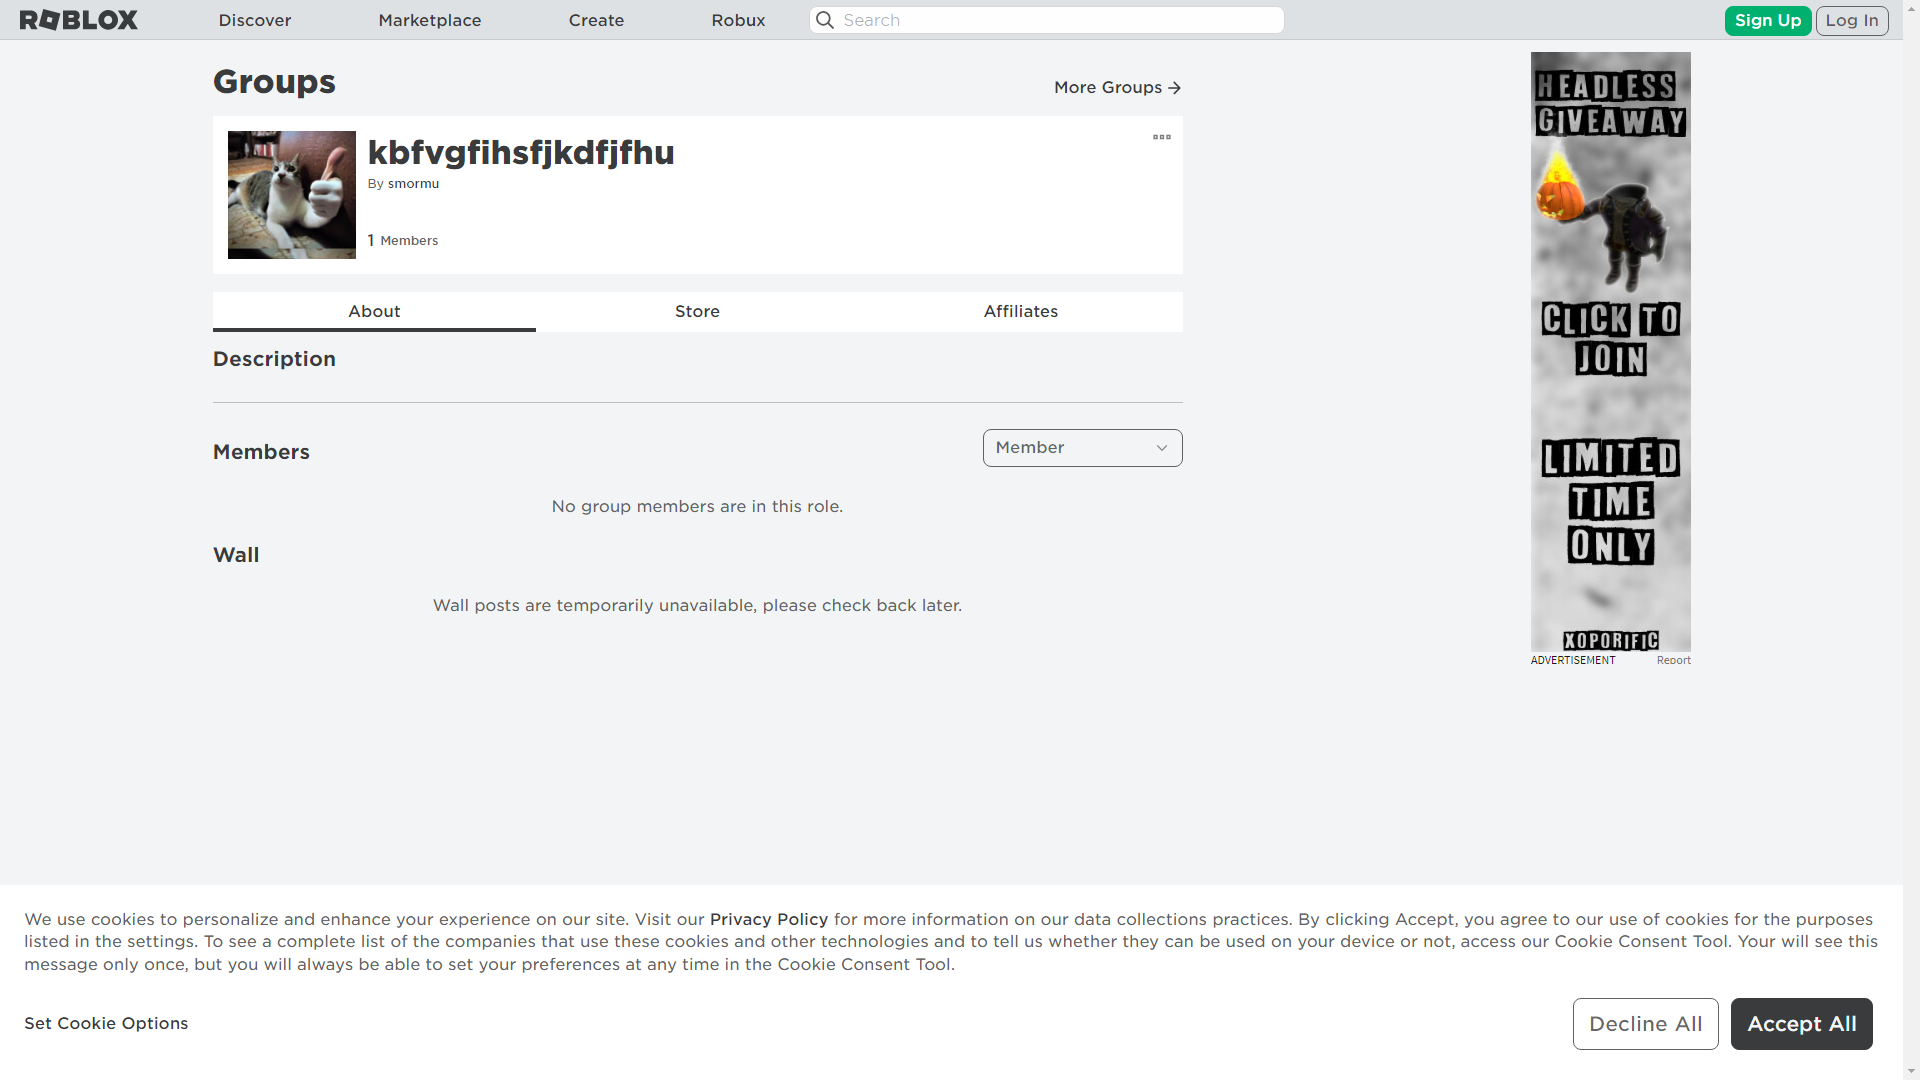 ROBLOX
Discover
Marketplace
Create
Robux
Search
Sign Up
Log In
Groups
More Groups
kbfvgfihsfjkdfjfhu
By smormu
1 Members
About
Store
Affiliates
Description
Members
Member
No group members are in this role.
Wall
Wall posts are temporarily unavailable, please check back later.
HEADLESS
GIVEAWAY
CLICK TO
JOIN
LIMITED
TIME
ONLY
XOPORIFIC
ADVERTISEMENT
Report
We use cookies to personalize and enhance your experience on our site. Visit our Privacy Policy for more information on our data collections practices. By clicking Accept, you agree to our use of cookies for the purposes
listed in the settings. To see a complete list of the companies that use these cookies and other technologies and to tell us whether they can be used on your device or not, access our Cookie Consent Tool. Your will see this
message only once, but you will always be able to set your preferences at any time in the Cookie Consent Tool.
Set Cookie Options
Decline All
Accept All